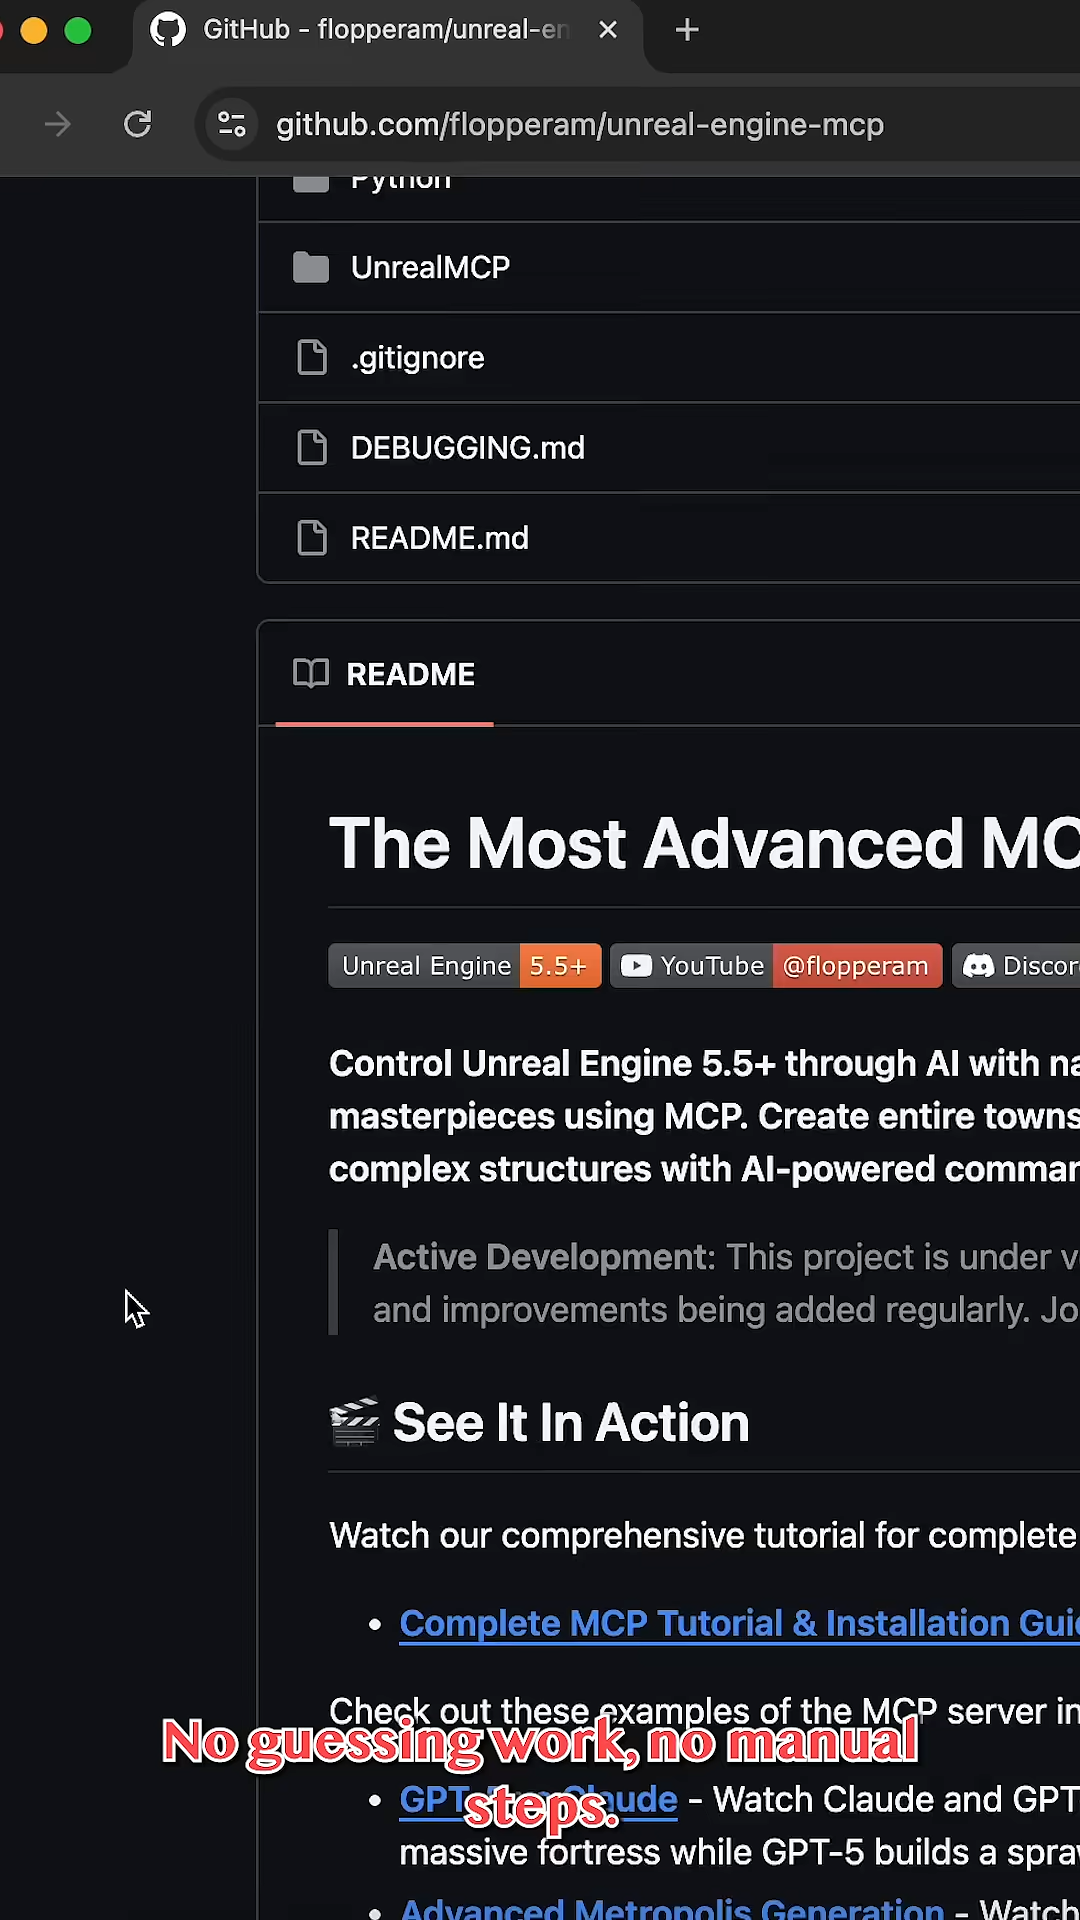 GitHub - flopperam/unreal-en
github.com/flopperam/unreal-engine-mcp
Python
UnrealMCP
.gitignore
DEBUGGING.md
README.md
README
The Most Advanced MC
Unreal Engine 5.5+ YouTube @flopperam Discor
Control Unreal Engine 5.5+ through AI with na
masterpieces using MCP. Create entire towns
complex structures with AI-powered comman
Active Development: This project is under v
and improvements being added regularly. Jo
🎬 See It In Action
Watch our comprehensive tutorial for complete
• Complete MCP Tutorial & Installation Guid
Check out these examples of the MCP server in
No guessing work, no manual
steps.
• GPT Claude - Watch Claude and GPT
massive fortress while GPT-5 builds a spraw
• Advanced Metropolis Generation - Watch